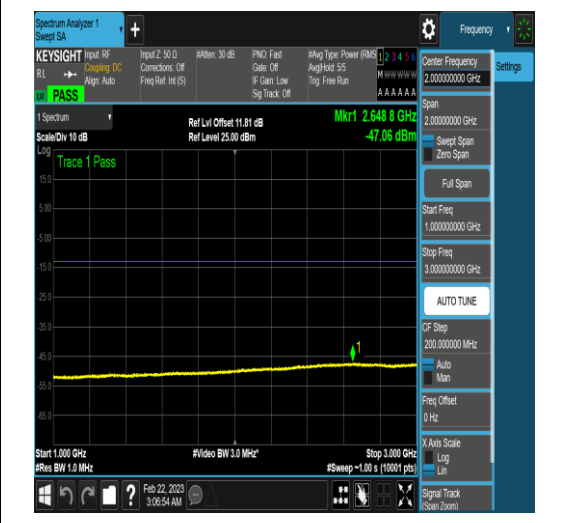 Spectrum Analyzer 1
Swept SA
+
Frequency
KEYSIGHT
RL
Input: RF
Coupling: DC
Align: Auto
Input Z: 50 Ω
Corrections: Off
Freq Ref: Int (S)
#Atten: 30 dB
PNO: Fast
Gate: Off
IF Gain: Low
Sig Track: Off
#Avg Type: Power (RMS
Avg|Hold: 5/5
Trig: Free Run
1 2 3 4 5 6
M W W W W W
A A A A A A
PASS
Center Frequency
2.000000000 GHz
Settings
1 Spectrum
Scale/Div 10 dB
Ref Lvl Offset 11.81 dB
Ref Level 25.00 dBm
Mkr1 2.648 8 GHz
-47.06 dBm
Span
2.00000000 GHz
Swept Span
Zero Span
Log
Trace 1 Pass
15.0
5.00
-5.00
-15.0
-25.0
-35.0
-45.0
-55.0
-65.0
1
Full Span
Start Freq
1.000000000 GHz
Stop Freq
3.000000000 GHz
AUTO TUNE
CF Step
200.000000 MHz
Auto
Man
Freq Offset
0 Hz
X Axis Scale
Log
Lin
Signal Track
(Span Zoom)
Start 1.000 GHz
#Res BW 1.0 MHz
#Video BW 3.0 MHz*
Stop 3.000 GHz
#Sweep ~1.00 s (10001 pts)
?
Feb 22, 2023
3:06:54 AM